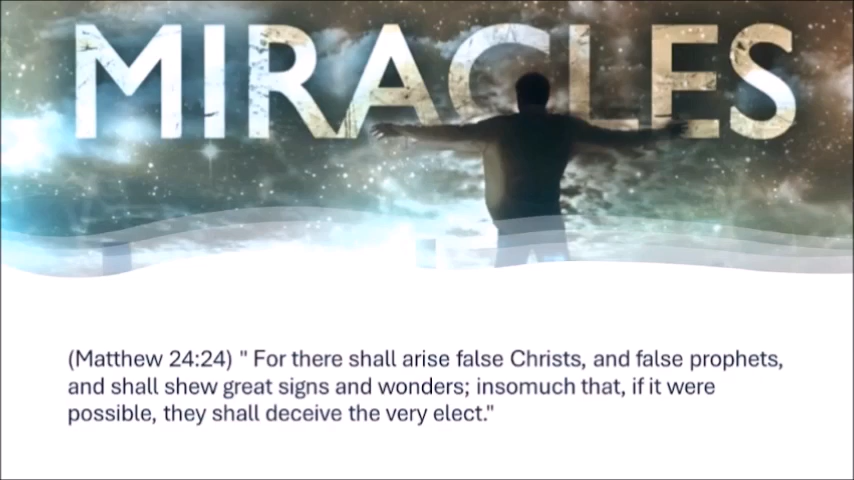 MIRACLES
(Matthew 24:24) " For there shall arise false Christs, and false prophets,
and shall shew great signs and wonders; insomuch that, if it were
possible, they shall deceive the very elect."